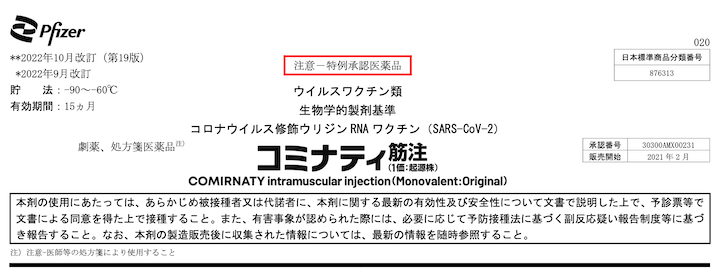 Pfizer
020
**2022年10月改訂(第19版)
*2022年9月改訂
貯　　法：-90～-60℃
有効期間：15ヵ月
注意－特例承認医薬品
日本標準商品分類番号
876313
ウイルスワクチン類
生物学的製剤基準
コロナウイルス修飾ウリジンRNAワクチン（SARS-CoV-2）
劇薬、処方箋医薬品注）
コミナティ筋注
（1価：起源株）
COMIRNATY intramuscular injection（Monovalent：Original）
承認番号 30300AMX00231
販売開始 2021年2月
本剤の使用にあたっては、あらかじめ被接種者又は代諾者に、本剤に関する最新の有効性及び安全性について文書で説明した上で、予診票等で
文書による同意を得た上で接種すること。また、有害事象が認められた際には、必要に応じて予防接種法に基づく副反応疑い報告制度等に基づ
き報告すること。なお、本剤の製造販売後に収集された情報については、最新の情報を随時参照すること。
注）注意-医師等の処方箋により使用すること